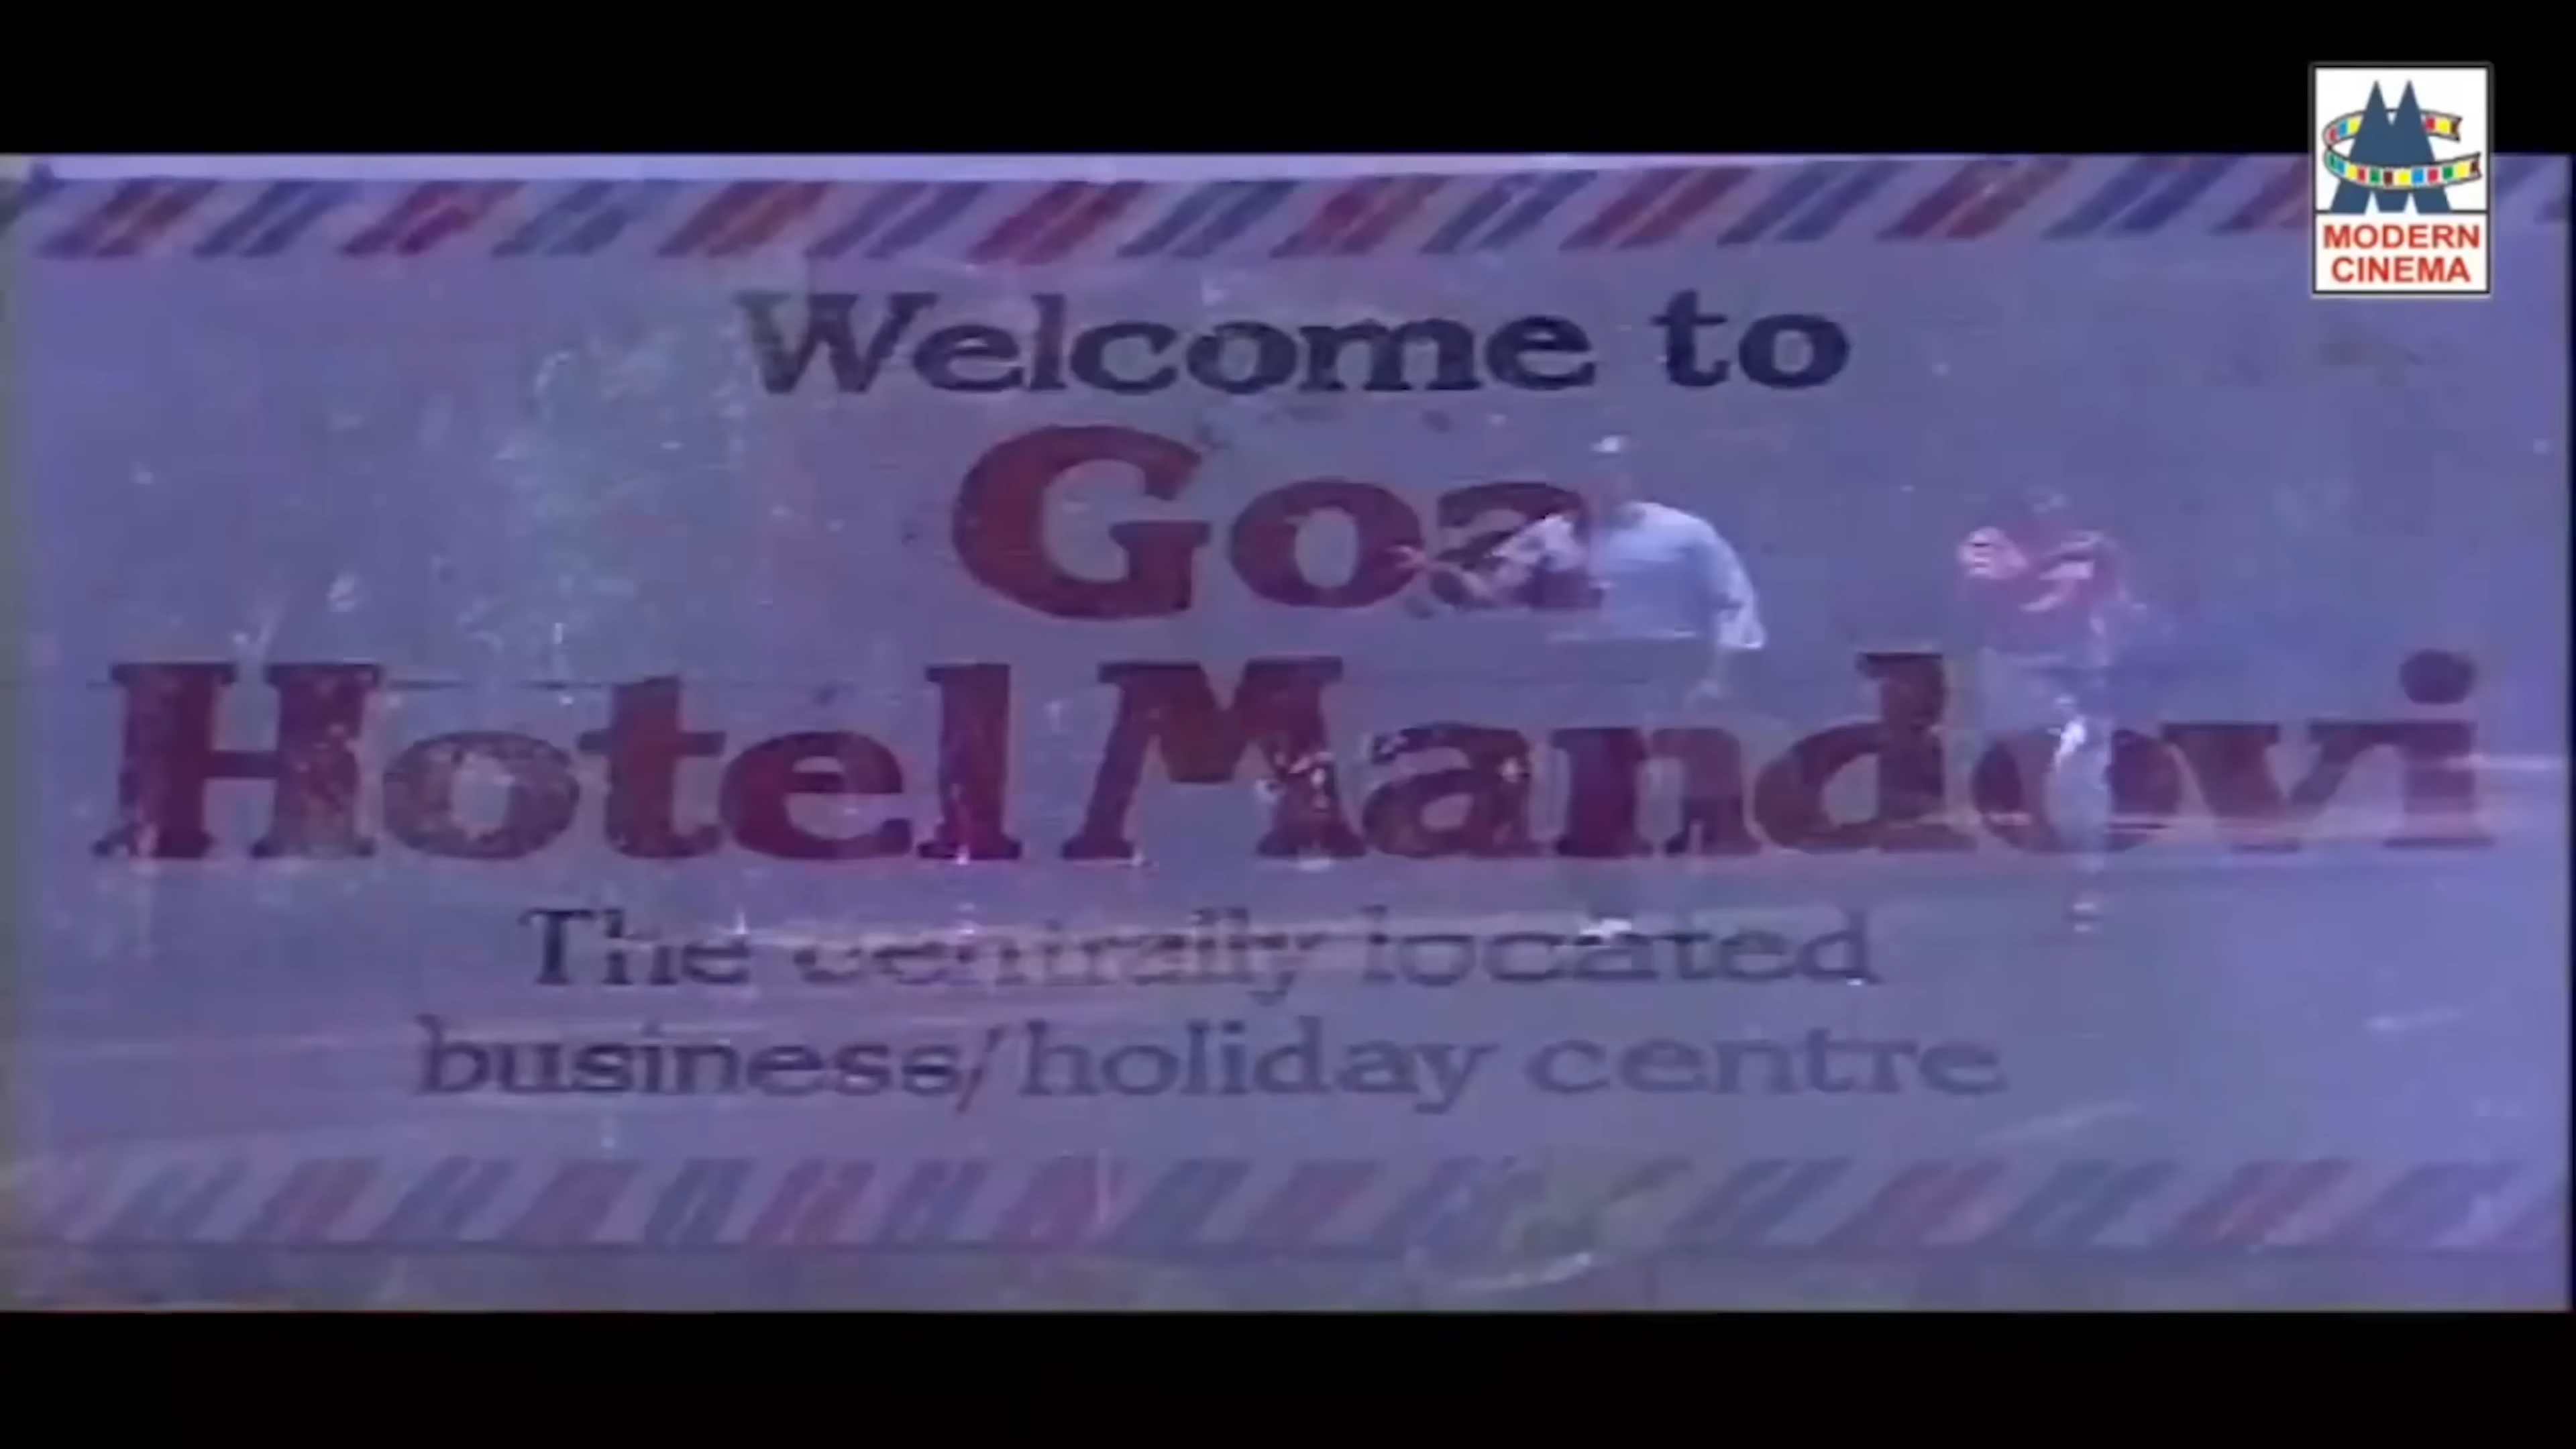 MODERN
CINEMA
Welcome to
Goa
Hotel Mandovi
The centrally located
business/holiday centre